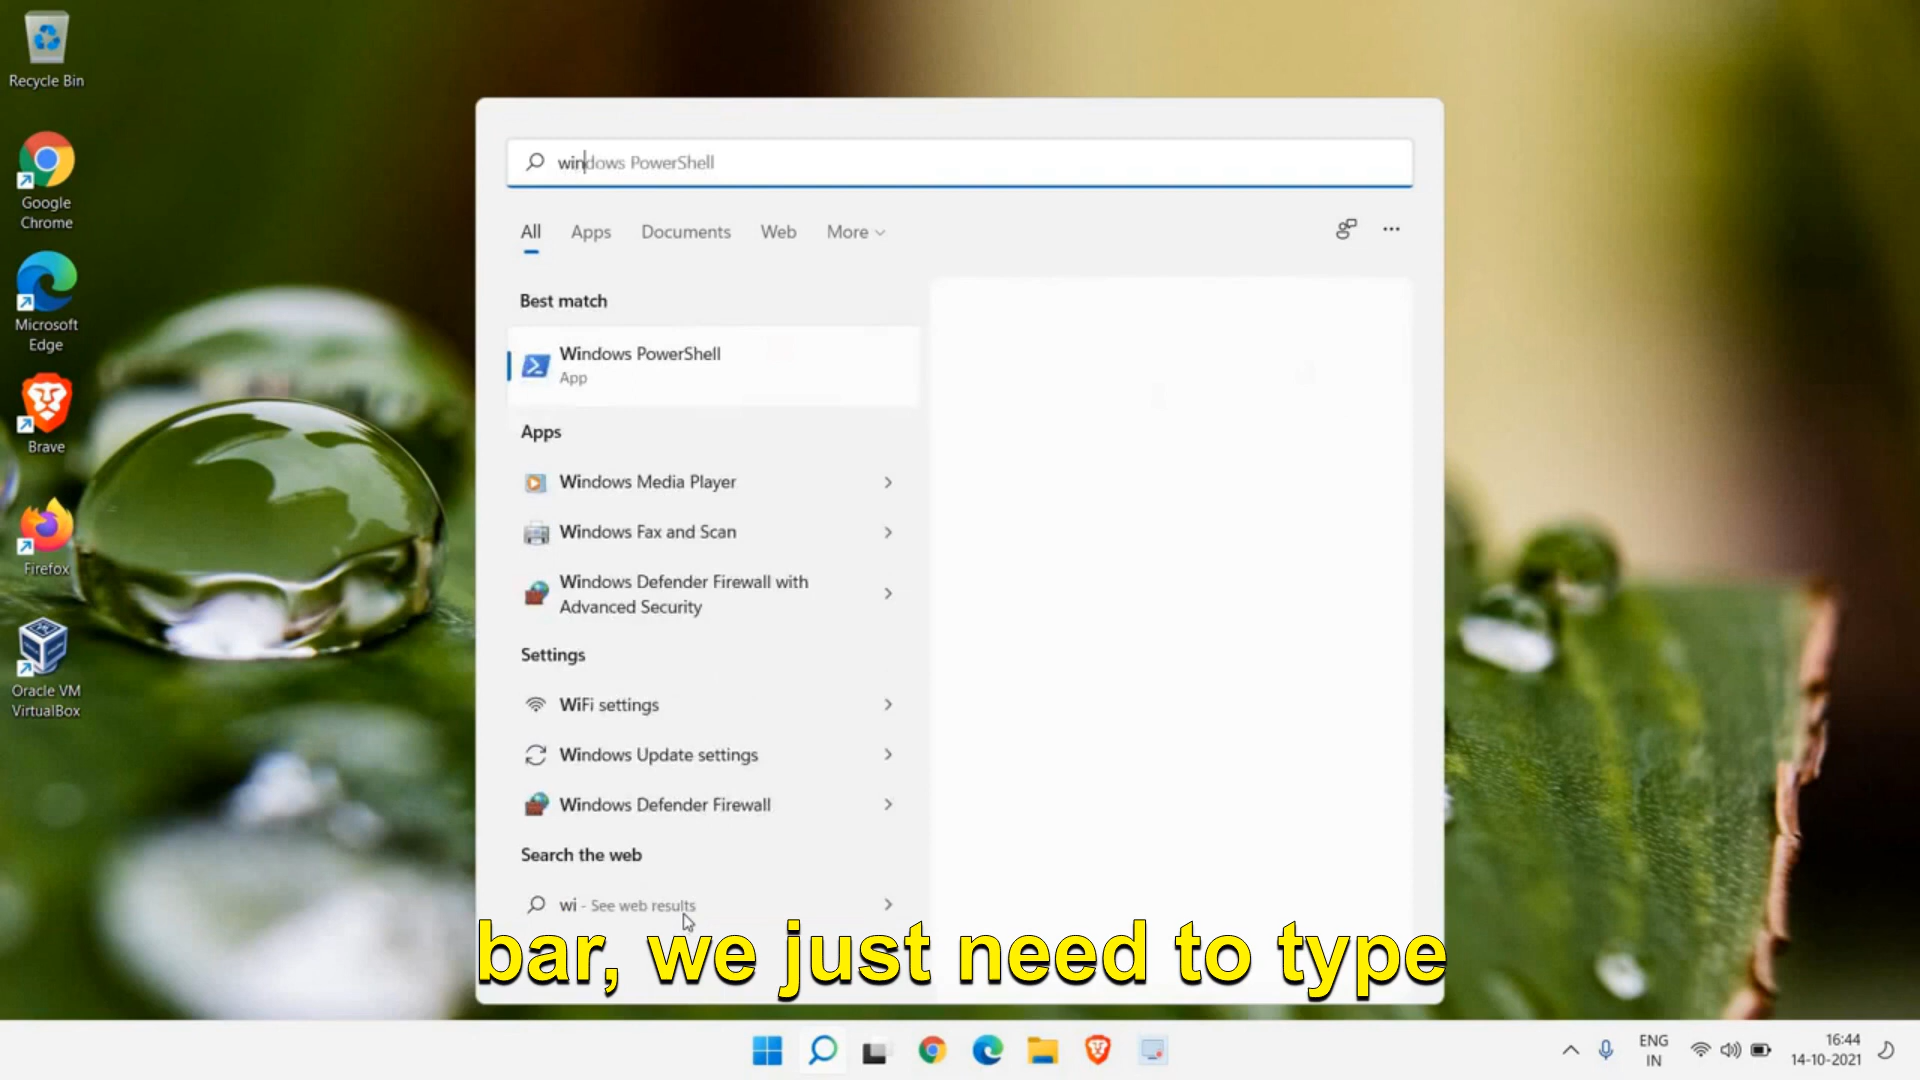 Recycle Bin
Google
Chrome
Microsoft
Edge
Brave
Firefox
Oracle VM
VirtualBox
windows PowerShell
All Apps Documents Web More
Best match
Windows PowerShell
App
Apps
Windows Media Player
Windows Fax and Scan
Windows Defender Firewall with
Advanced Security
Settings
WiFi settings
Windows Update settings
Windows Defender Firewall
Search the web
wi - See web results
bar, we just need to type
ENG
IN
16:44
14-10-2021